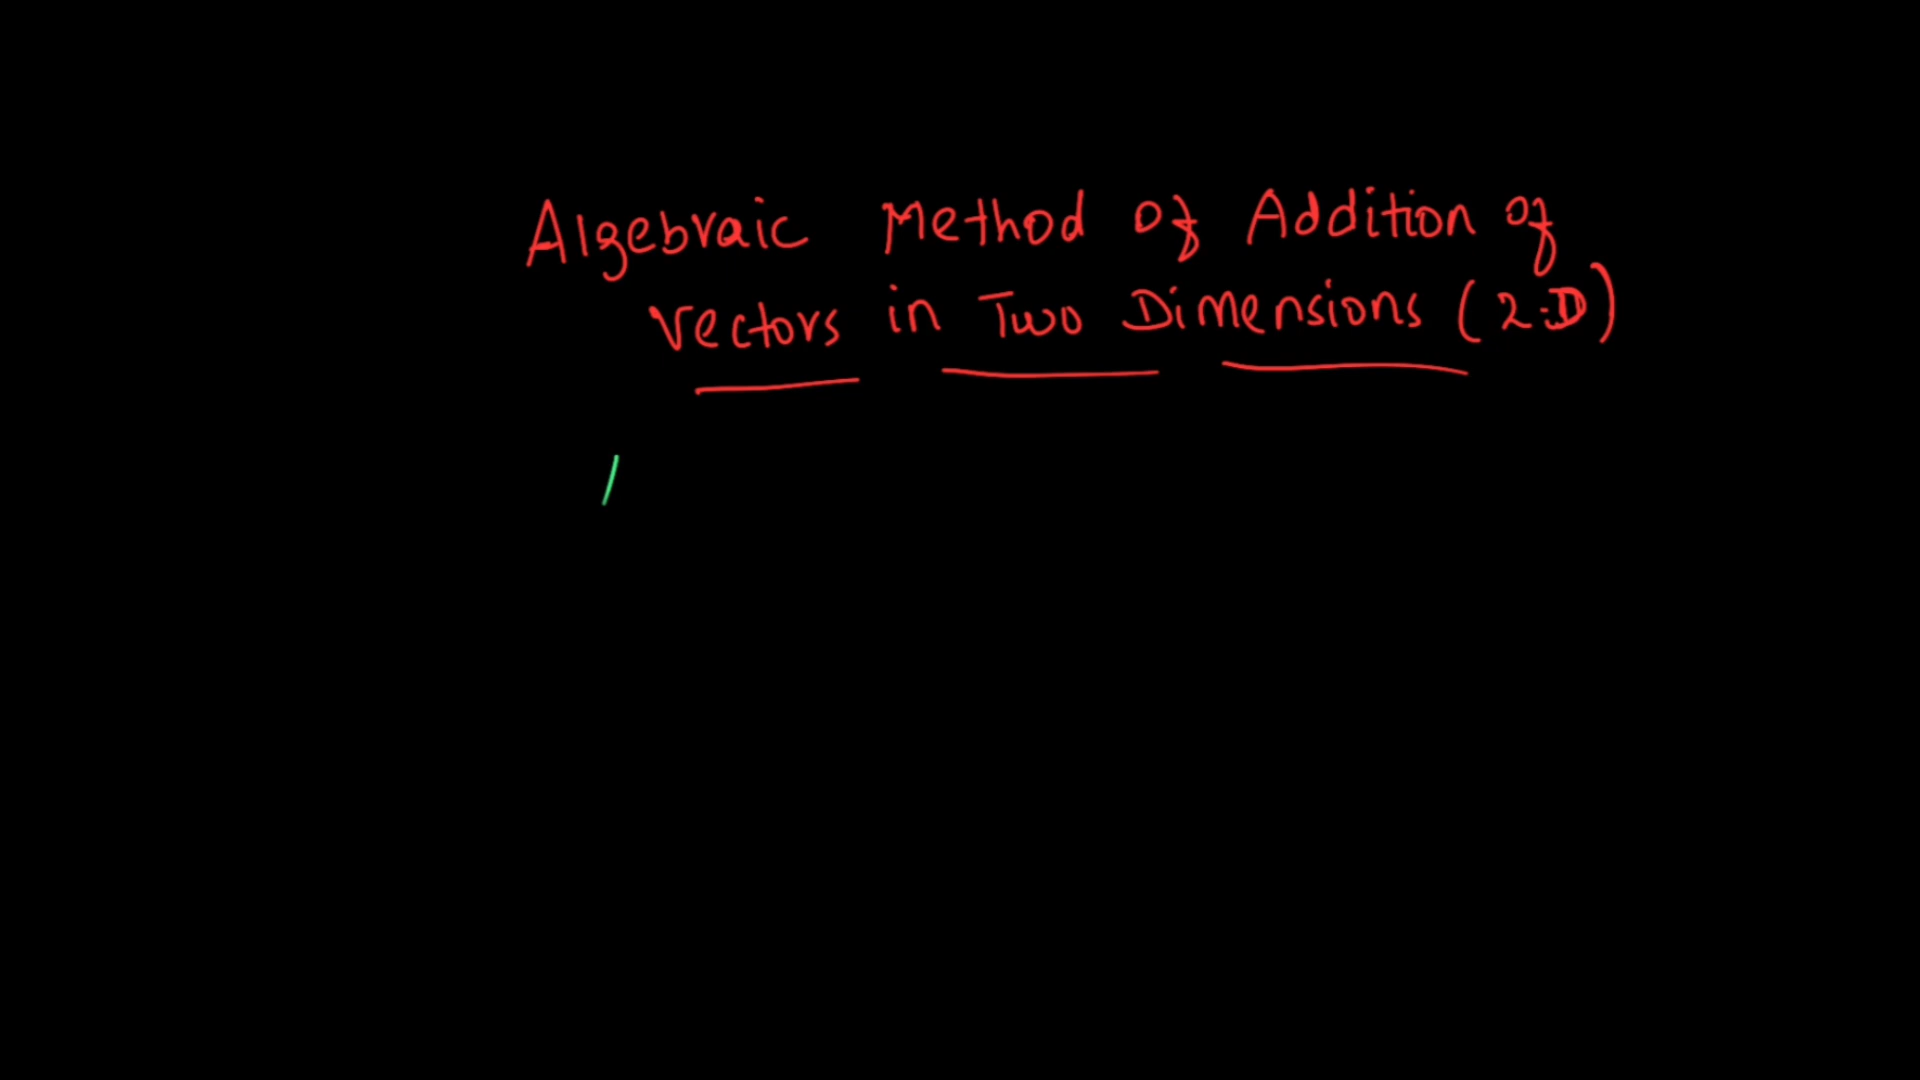 Algebraic Method of Addition of
Vectors in Two Dimensions (2-D)